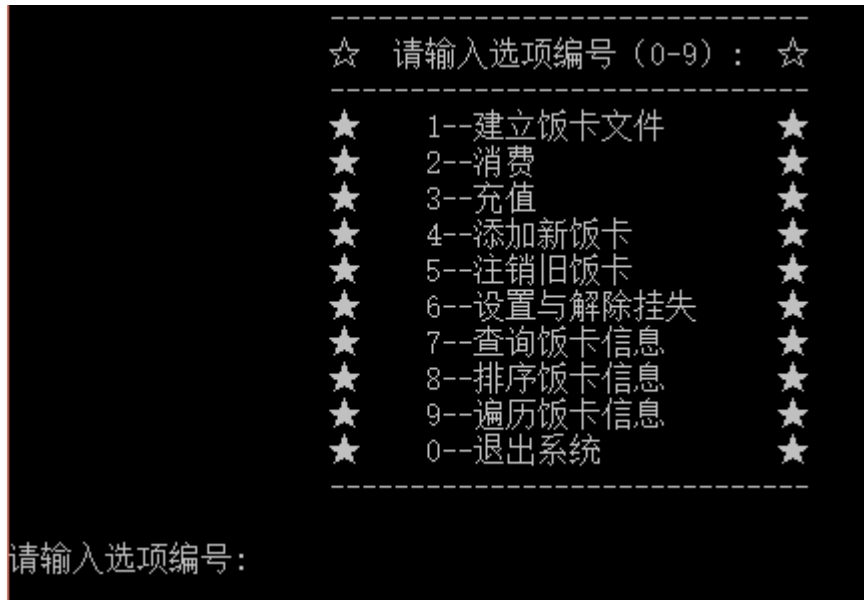 ------------------------------
☆ 请输入选项编号（0-9）: ☆
------------------------------
★ 1--建立饭卡文件 ★
★ 2--消费 ★
★ 3--充值 ★
★ 4--添加新饭卡 ★
★ 5--注销旧饭卡 ★
★ 6--设置与解除挂失 ★
★ 7--查询饭卡信息 ★
★ 8--排序饭卡信息 ★
★ 9--遍历饭卡信息 ★
★ 0--退出系统 ★
------------------------------
请输入选项编号: